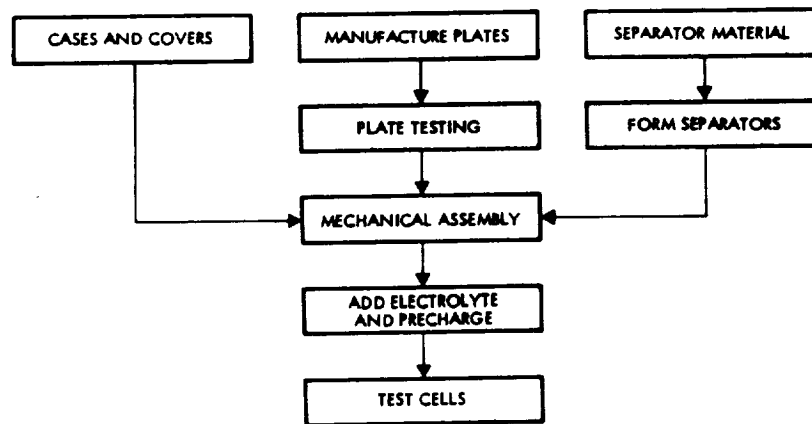 CASES AND COVERS
MANUFACTURE PLATES
SEPARATOR MATERIAL
PLATE TESTING
FORM SEPARATORS
MECHANICAL ASSEMBLY
ADD ELECTROLYTE
AND PRECHARGE
TEST CELLS